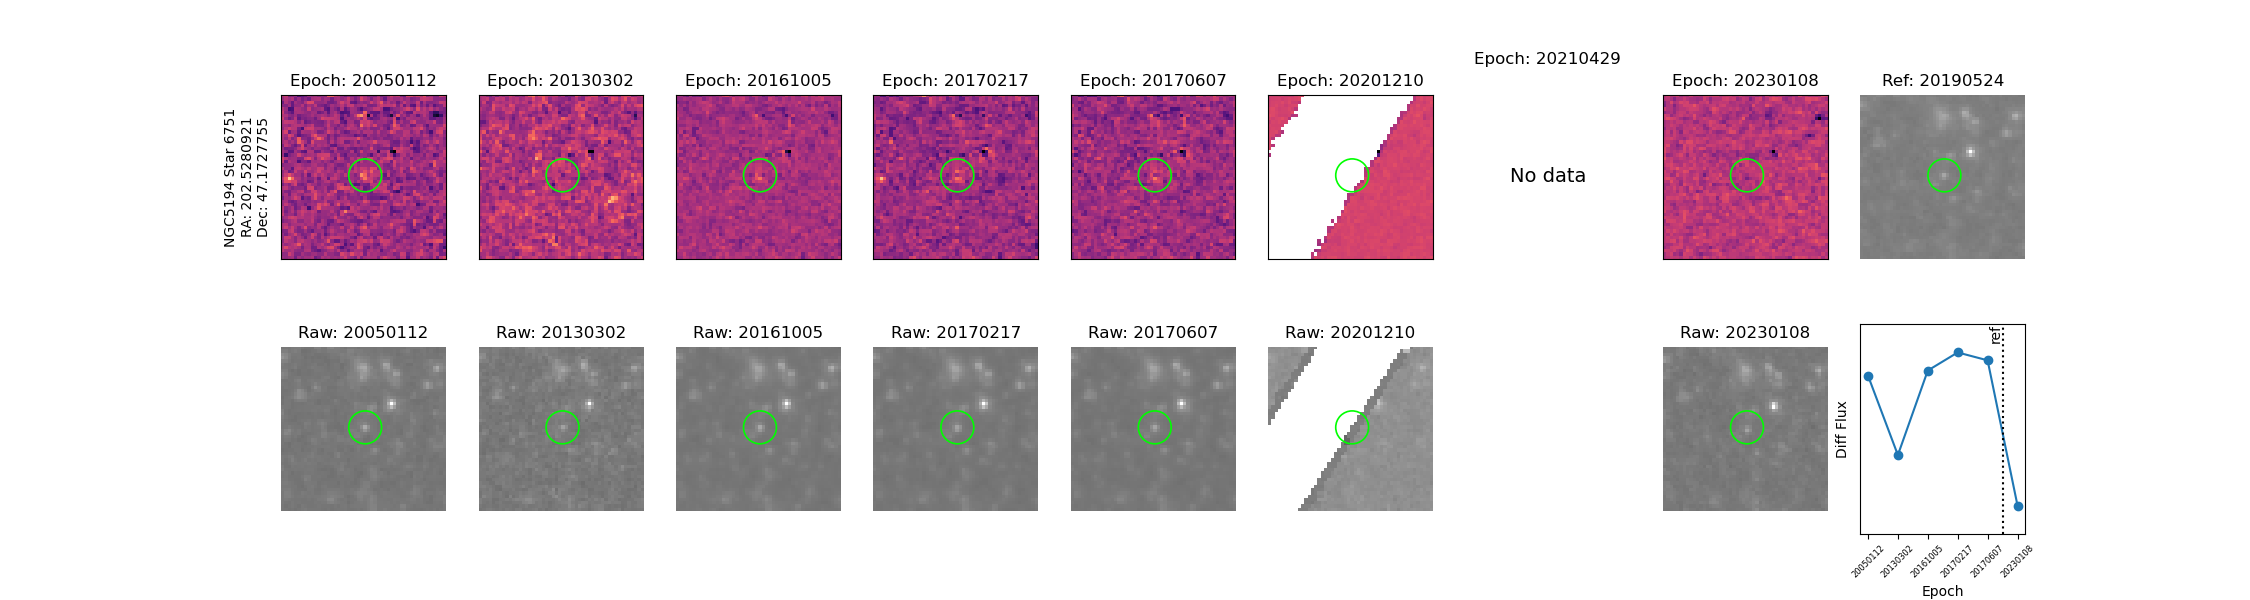 Epoch: 20210429
Epoch: 20050112
Epoch: 20130302
Epoch: 20161005
Epoch: 20170217
Epoch: 20170607
Epoch: 20201210
Epoch: 20230108
Ref: 20190524
NGC5194 Star 6751
RA: 202.5280921
Dec: 47.1727755
No data
Raw: 20050112
Raw: 20130302
Raw: 20161005
Raw: 20170217
Raw: 20170607
Raw: 20201210
Raw: 20230108
ref
Diff Flux
20050112
20130302
20161005
20170217
20170607
20230108
Epoch